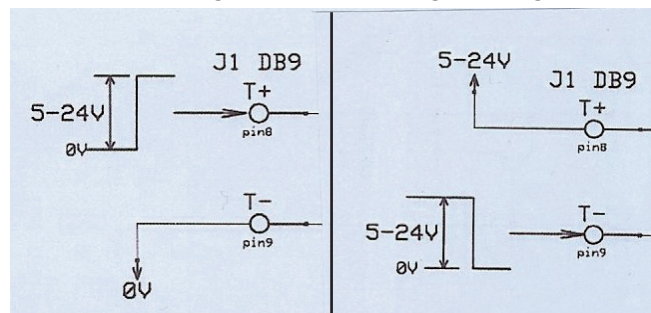 J1 DB9
T+
5-24V
pin8
0V
T-
pin9
0V
5-24V
J1 DB9
T+
pin8
T-
5-24V
pin9
0V